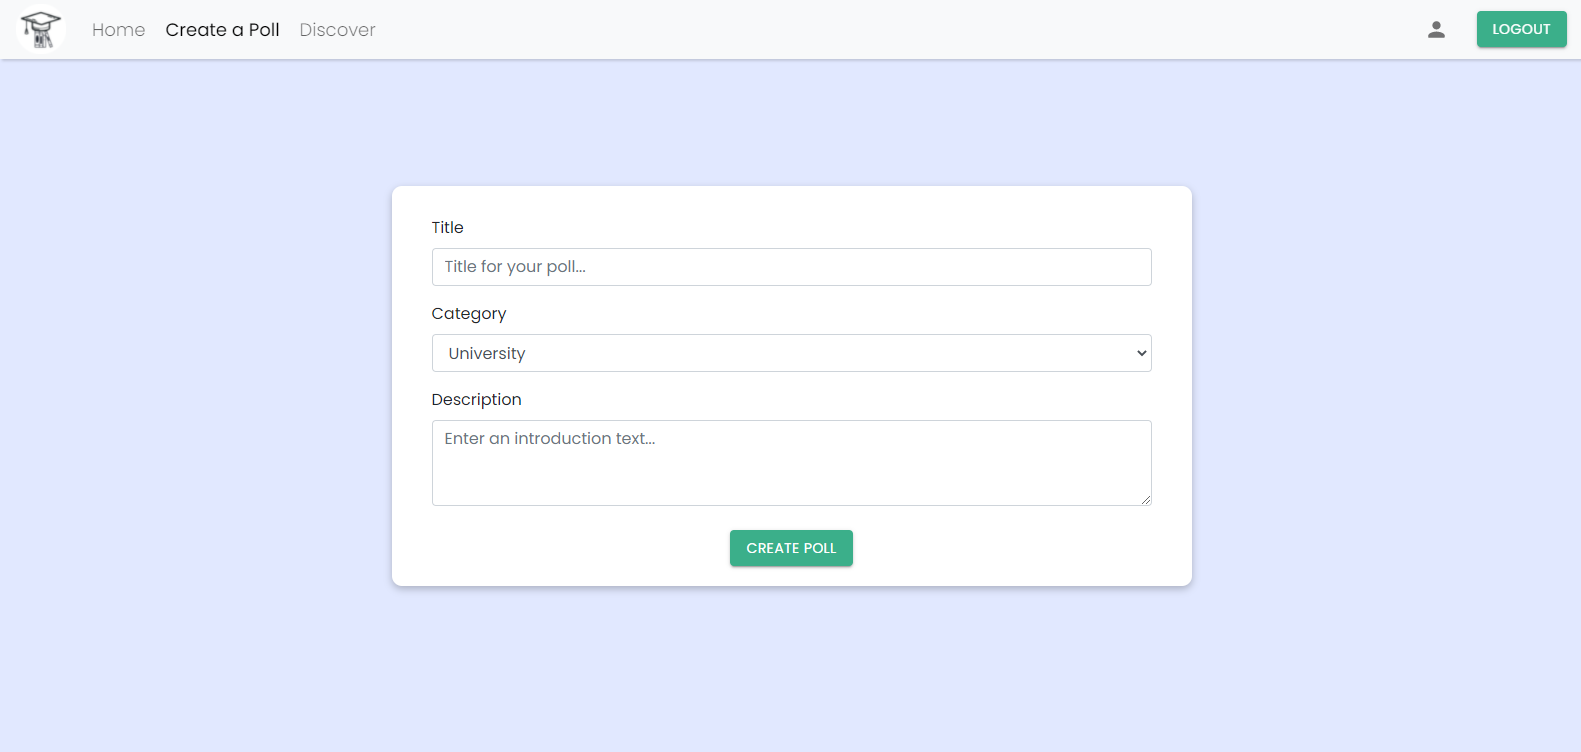 Home Create a Poll Discover LOGOUT
Title
Title for your poll...
Category
University
Description
Enter an introduction text...
CREATE POLL